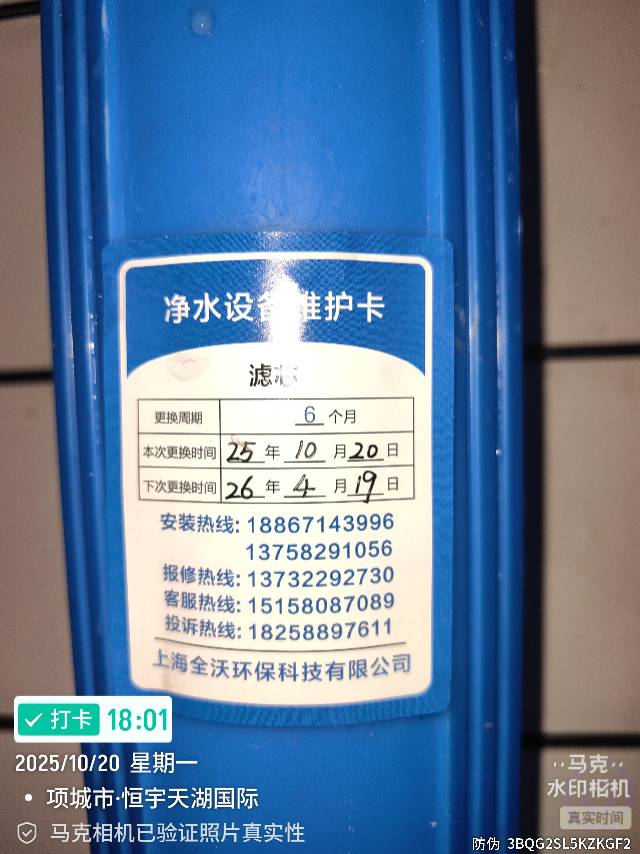 净水设备维护卡
滤芯
更换周期 6 个月
本次更换时间 25 年 10 月 20 日
下次更换时间 26 年 4 月 19 日
安装热线: 18867143996
13758291056
报修热线: 13732292730
客服热线: 15158087089
投诉热线: 18258897611
上海全沃环保科技有限公司
打卡 18:01
2025/10/20 星期一
项城市·恒宇天湖国际
马克相机已验证照片真实性
马克
水印相机
真实时间
防伪 3BQG2SL5KZKGF2